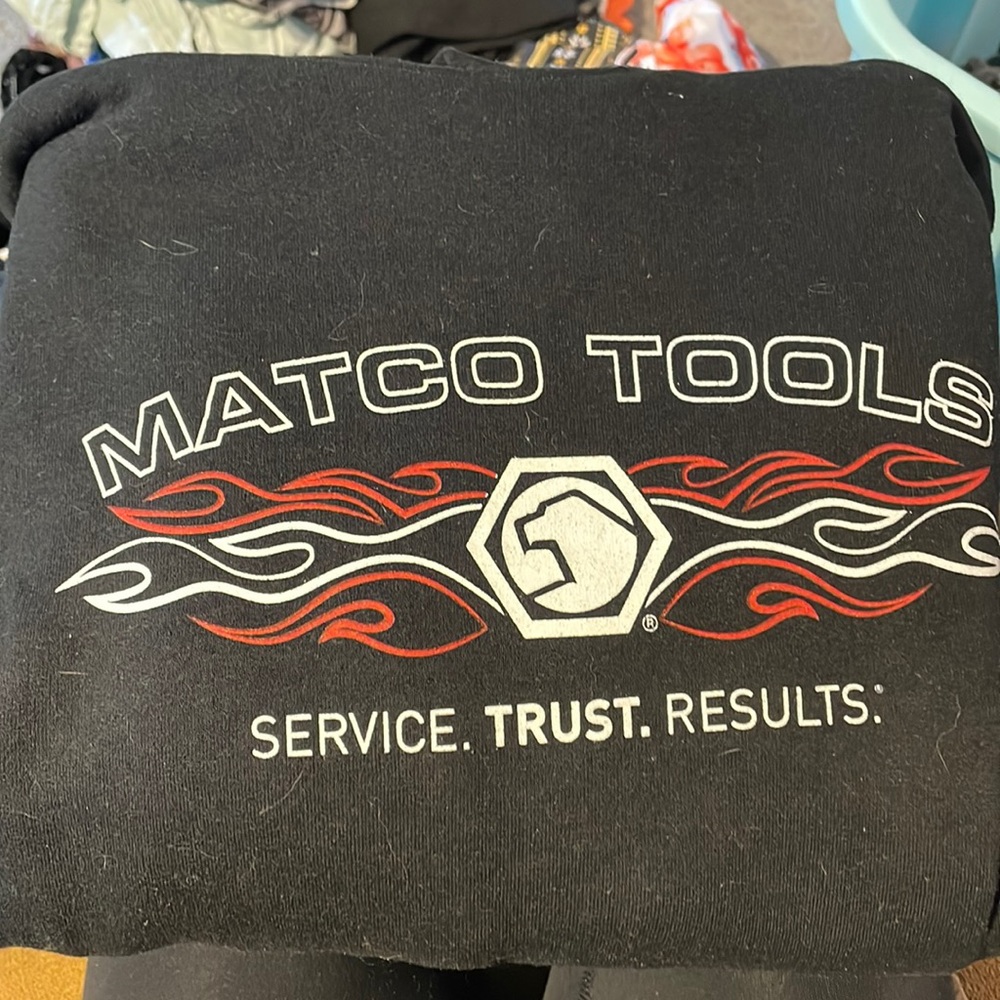 MATCO TOOLS
®
SERVICE. TRUST. RESULTS.®